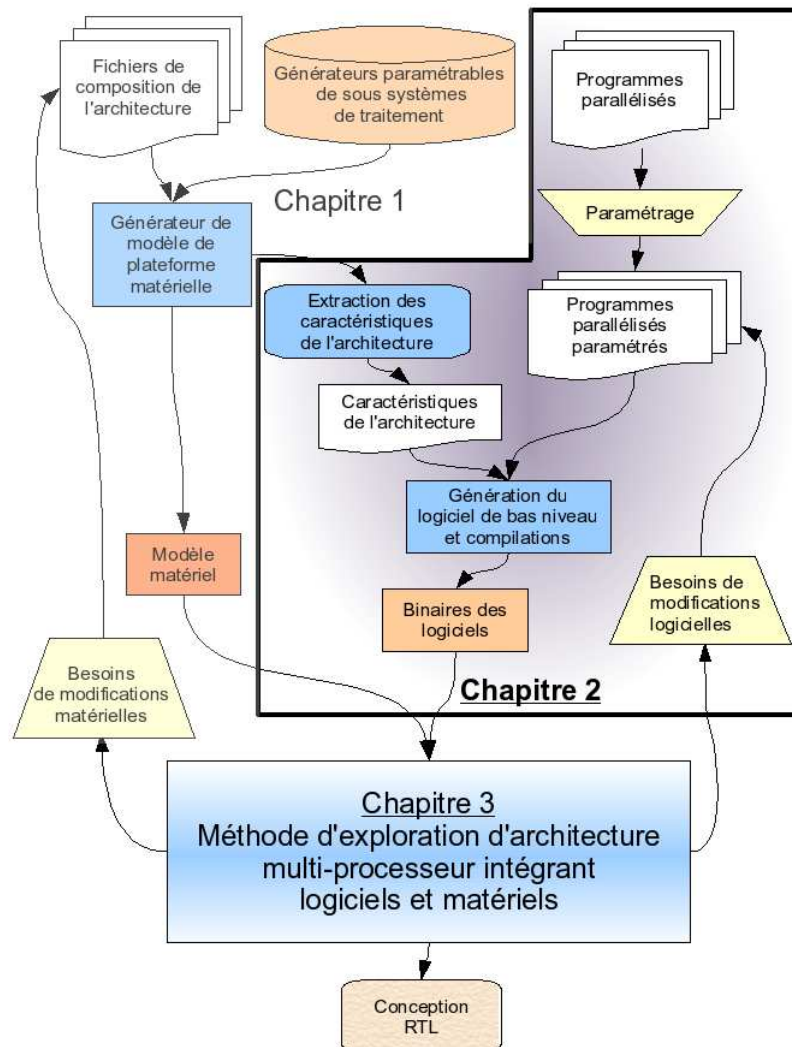 Fichiers de
composition de
l'architecture
Générateurs paramétrables
de sous systèmes
de traitement
Programmes
parallélisés
Chapitre 1
Paramétrage
Générateur de
modèle de
plateforme
matérielle
Extraction des
caractéristiques
de l'architecture
Programmes
parallélisés
paramétrés
Caractéristiques
de l'architecture
Génération du
logiciel de bas niveau
et compilations
Modèle
matériel
Binaires des
logiciels
Besoins de
modifications
logicielles
Besoins
de modifications
matérielles
Chapitre 2
Chapitre 3
Méthode d'exploration d'architecture
multi-processeur intégrant
logiciels et matériels
Conception
RTL